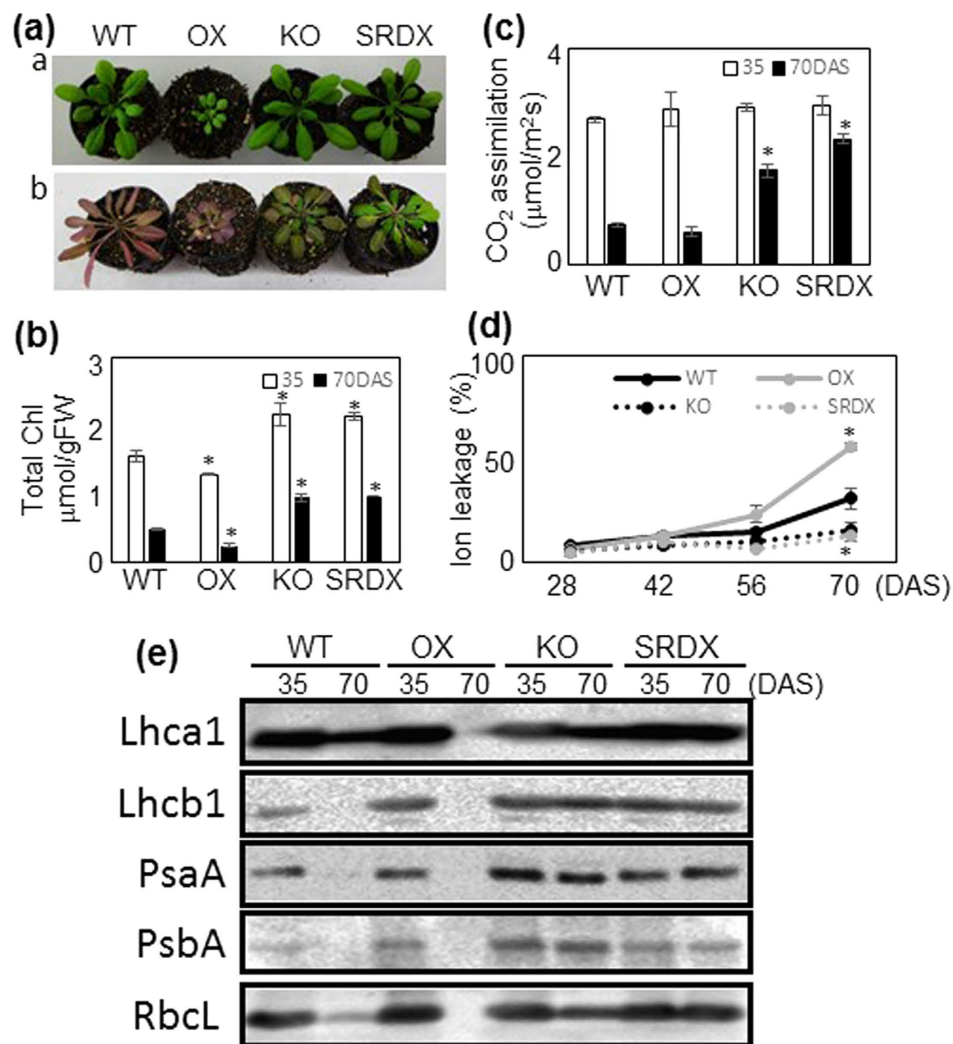 (a)
WT OX KO SRDX
a
b
(b)
Total Chl
μmol/gFW
3
2
1
0
35 70DAS
* * * * * *
WT OX KO SRDX
(c)
CO₂ assimilation
(μmol/m²s)
4
2
0
35 70DAS
* *
WT OX KO SRDX
(d)
Ion leakage (%)
100
50
0
WT OX
KO SRDX
*
*
28 42 56 70 (DAS)
(e)
WT OX KO SRDX
35 70 35 70 35 70 35 70 (DAS)
Lhca1
Lhcb1
PsaA
PsbA
RbcL